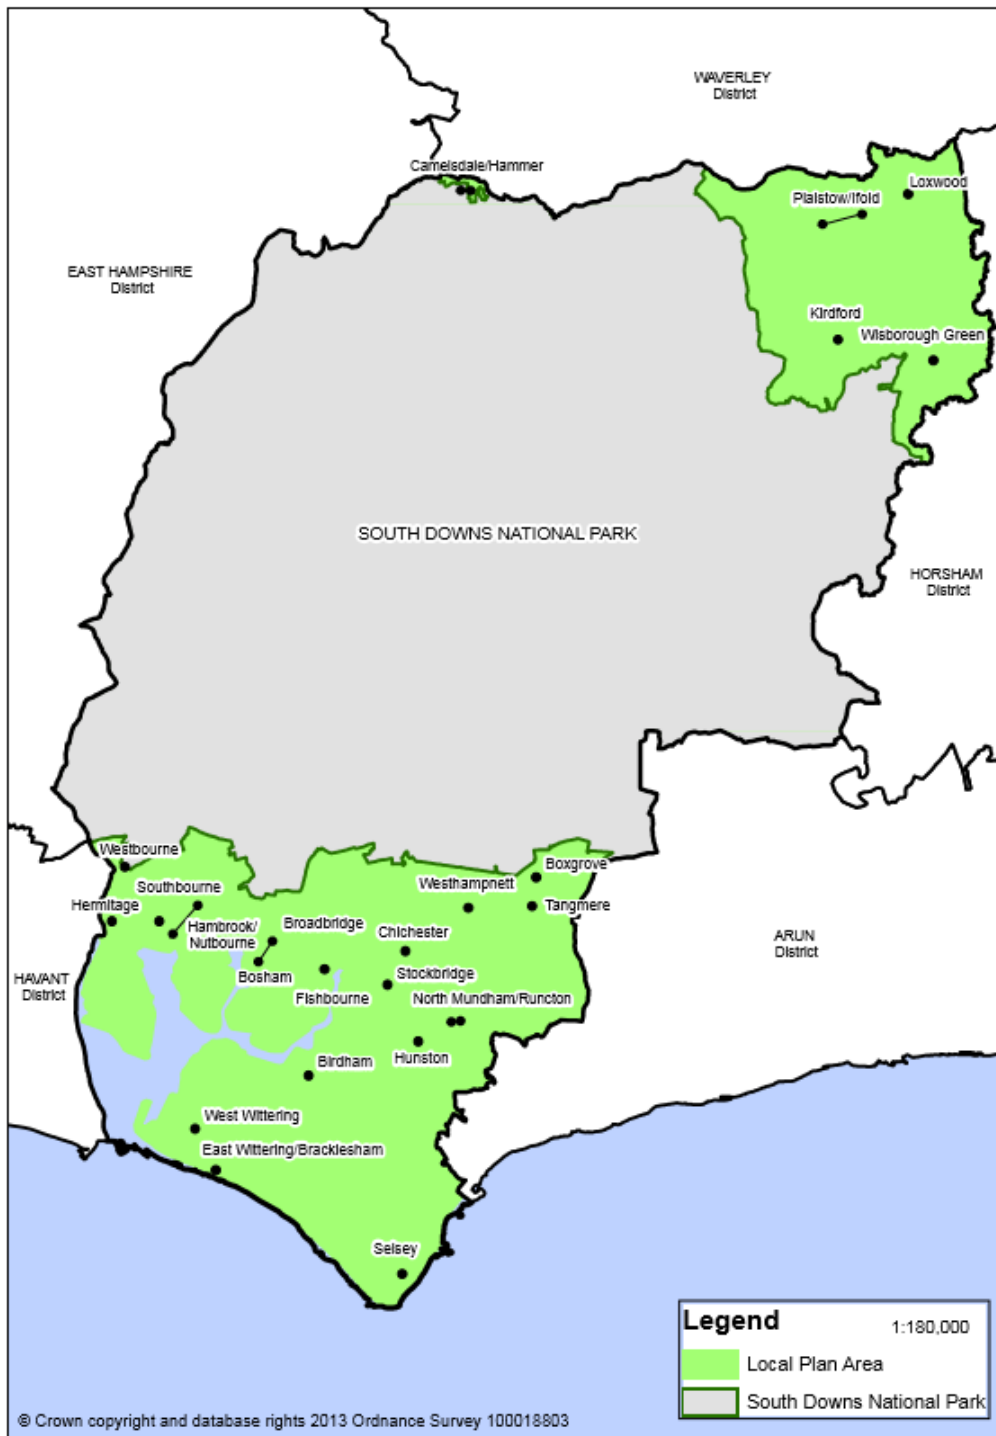 WAVERLEY
District
Camelsdale/Hammer
Loxwood
Plaistow/Ifold
EAST HAMPSHIRE
District
Kirdford
Wisborough Green
SOUTH DOWNS NATIONAL PARK
HORSHAM
District
Westbourne
Boxgrove
Westhampnett
Southbourne
Hermitage
Tangmere
Hambrook/
Nutbourne
Broadbridge
Chichester
ARUN
District
HAVANT
District
Bosham
Stockbridge
Fishbourne
North Mundham/Runcton
Hunston
Birdham
West Wittering
East Wittering/Bracklesham
Selsey
Legend
1:180,000
Local Plan Area
South Downs National Park
© Crown copyright and database rights 2013 Ordnance Survey 100018803